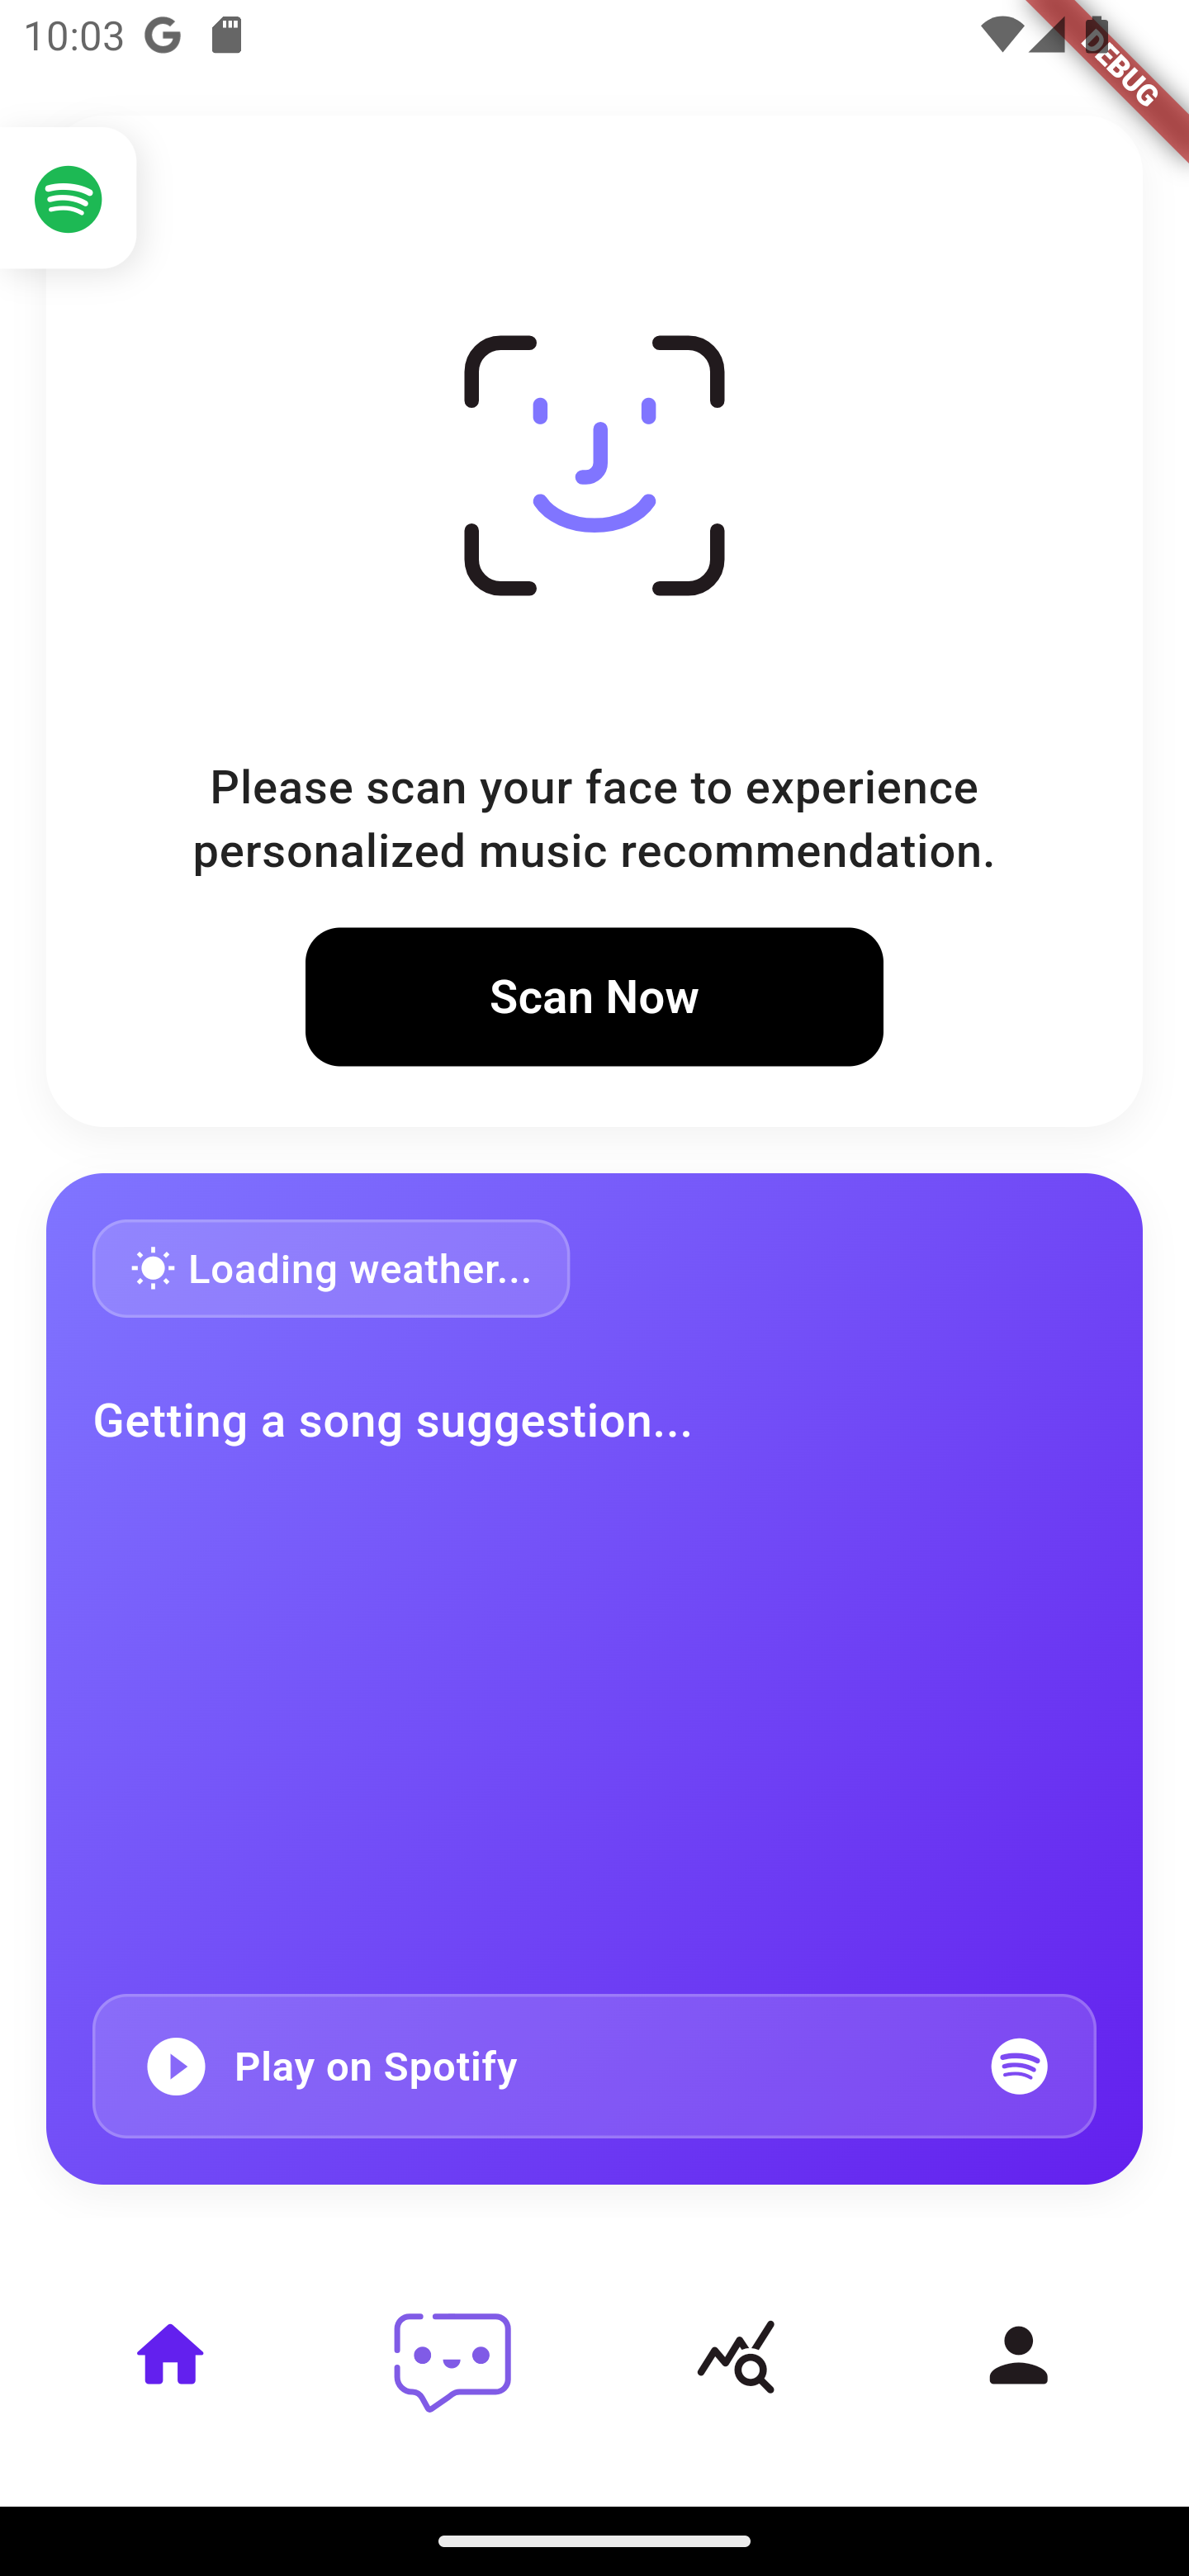 10:03
DEBUG
Please scan your face to experience
personalized music recommendation.
Scan Now
Loading weather...
Getting a song suggestion...
Play on Spotify